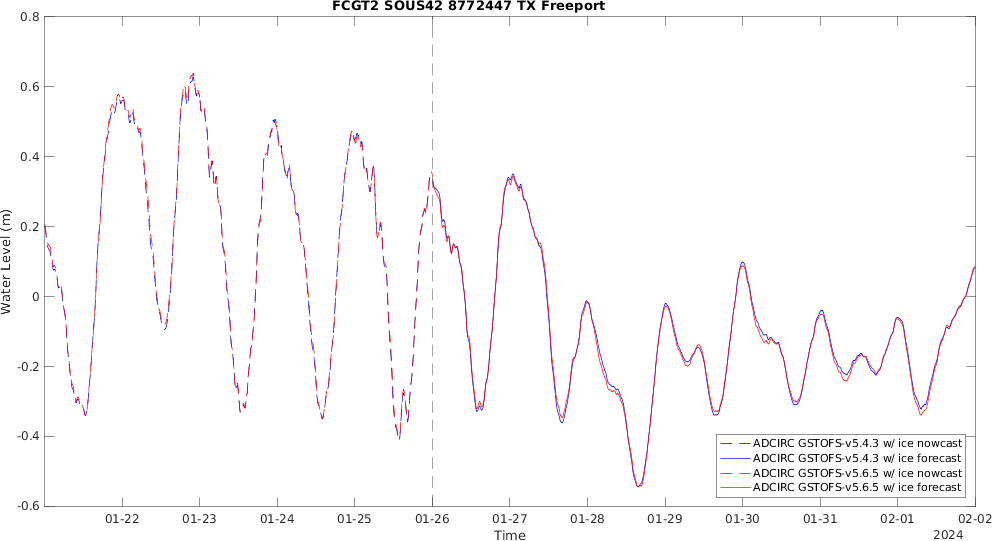 FCGT2 SOUS42 8772447 TX Freeport
0.8
0.6
0.4
0.2
0
-0.2
-0.4
-0.6
Water Level (m)
ADCIRC GSTOFS-v5.4.3 w/ ice nowcast
ADCIRC GSTOFS-v5.4.3 w/ ice forecast
ADCIRC GSTOFS-v5.6.5 w/ ice nowcast
ADCIRC GSTOFS-v5.6.5 w/ ice forecast
01-22 01-23 01-24 01-25 01-26 01-27 01-28 01-29 01-30 01-31 02-01 02-02
Time
2024